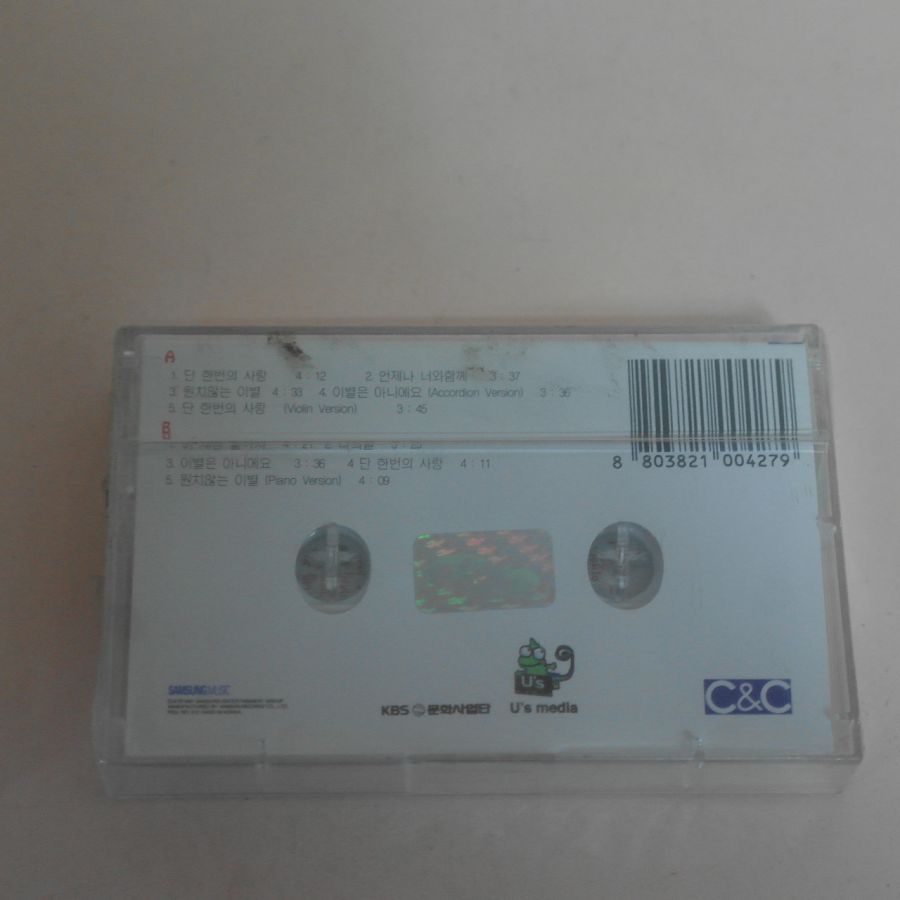 A
1. 단 한번의 사랑 4 : 12 2. 언제나 너와함께 3 : 37
3. 원치않는 이별 4 : 33 4. 이별은 아니에요 (Accordion Version) 3 : 36
5. 단 한번의 사랑 (Violin Version) 3 : 45
B
3. 이별은 아니에요 3 : 36 4 단 한번의 사랑 4 : 11
5. 원치않는 이별 (Piano Version) 4 : 09
8 803821 004279
SAMSUNG MUSIC
KBS 문화사업단
U's
U's media
C&C